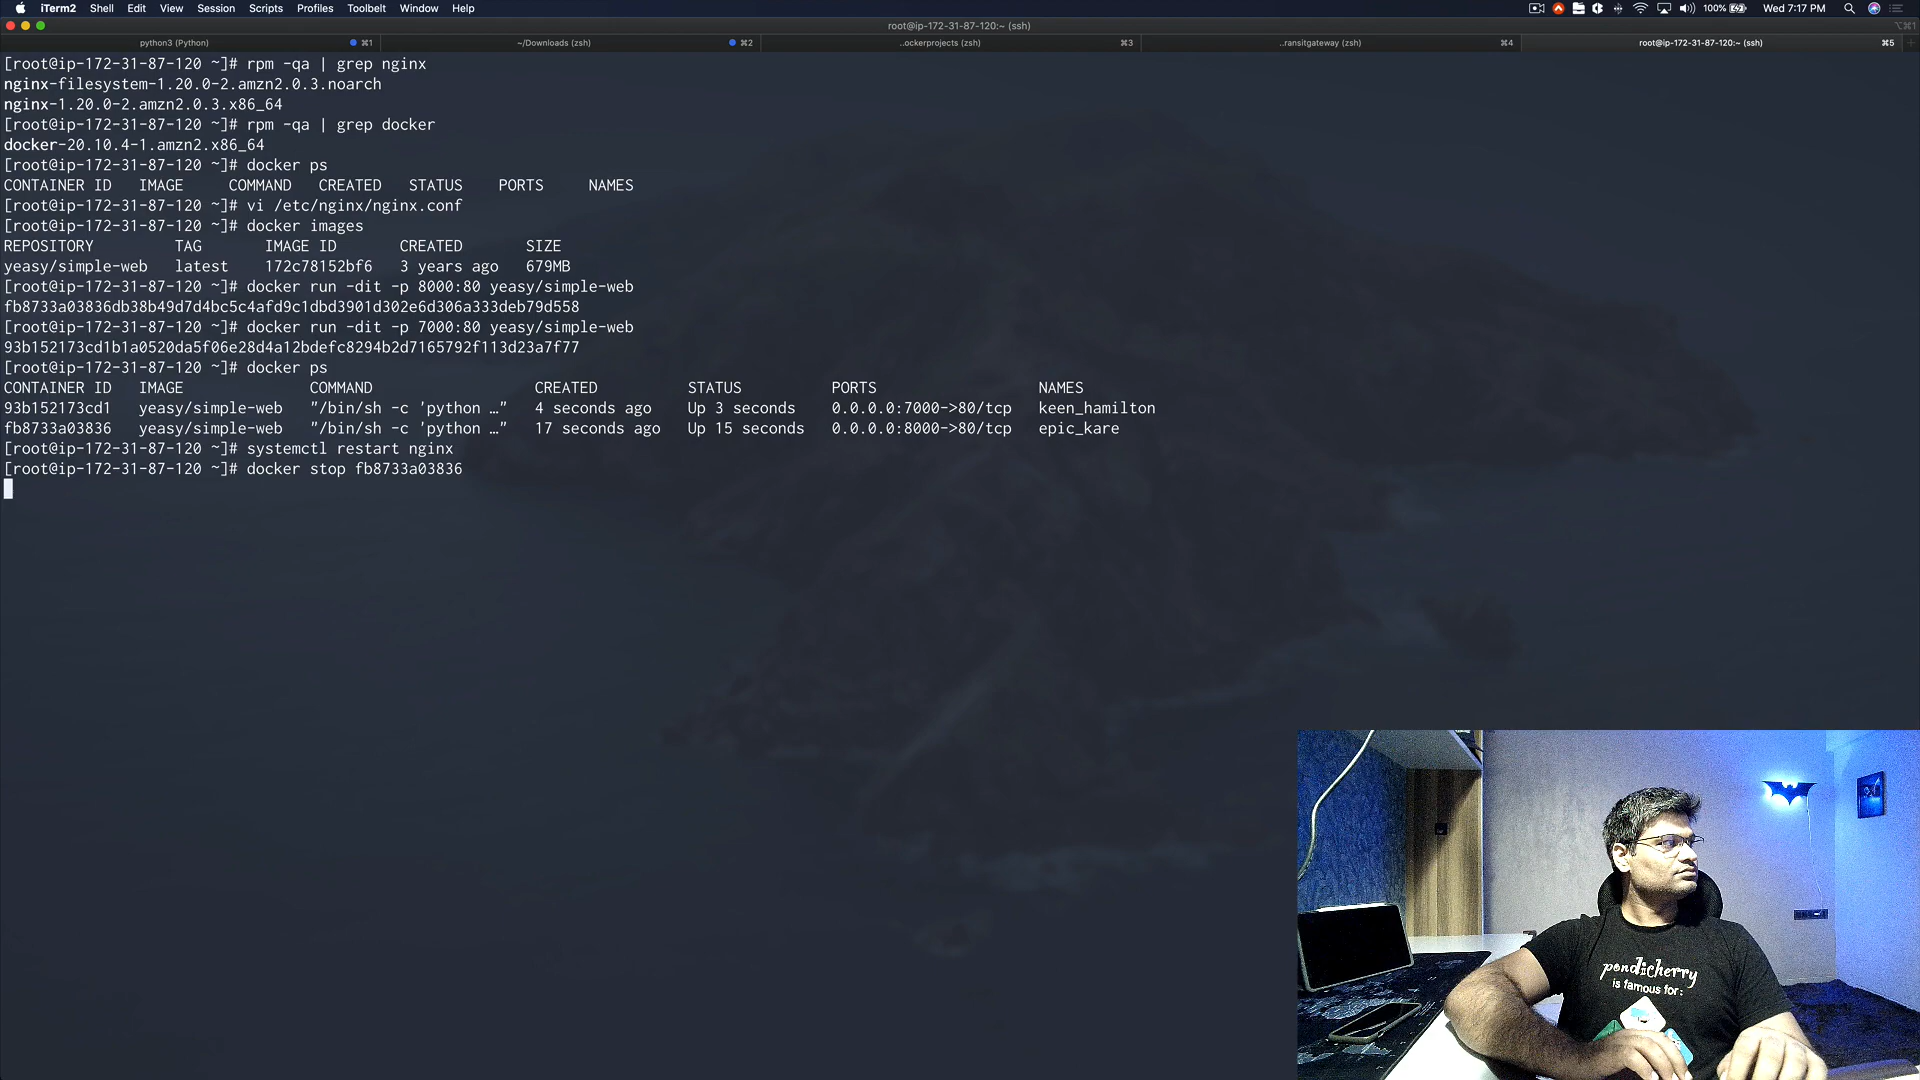 iTerm2 Shell Edit View Session Scripts Profiles Toolbelt Window Help 100% Wed 7:17 PM
root@ip-172-31-87-120:~ (ssh) ⌥⌘1
python3 (Python) ⌘1 ~/Downloads (zsh) ⌘2 ..ockerprojects (zsh) ⌘3 ..ransitgateway (zsh) ⌘4 root@ip-172-31-87-120:~ (ssh) ⌘5
[root@ip-172-31-87-120 ~]# rpm -qa | grep nginx
nginx-filesystem-1.20.0-2.amzn2.0.3.noarch
nginx-1.20.0-2.amzn2.0.3.x86_64
[root@ip-172-31-87-120 ~]# rpm -qa | grep docker
docker-20.10.4-1.amzn2.x86_64
[root@ip-172-31-87-120 ~]# docker ps
CONTAINER ID IMAGE COMMAND CREATED STATUS PORTS NAMES
[root@ip-172-31-87-120 ~]# vi /etc/nginx/nginx.conf
[root@ip-172-31-87-120 ~]# docker images
REPOSITORY TAG IMAGE ID CREATED SIZE
yeasy/simple-web latest 172c78152bf6 3 years ago 679MB
[root@ip-172-31-87-120 ~]# docker run -dit -p 8000:80 yeasy/simple-web
fb8733a03836db38b49d7d4bc5c4afd9c1dbd3901d302e6d306a333deb79d558
[root@ip-172-31-87-120 ~]# docker run -dit -p 7000:80 yeasy/simple-web
93b152173cd1b1a0520da5f06e28d4a12bdefc8294b2d7165792f113d23a7f77
[root@ip-172-31-87-120 ~]# docker ps
CONTAINER ID IMAGE COMMAND CREATED STATUS PORTS NAMES
93b152173cd1 yeasy/simple-web "/bin/sh -c 'python …" 4 seconds ago Up 3 seconds 0.0.0.0:7000->80/tcp keen_hamilton
fb8733a03836 yeasy/simple-web "/bin/sh -c 'python …" 17 seconds ago Up 15 seconds 0.0.0.0:8000->80/tcp epic_kare
[root@ip-172-31-87-120 ~]# systemctl restart nginx
[root@ip-172-31-87-120 ~]# docker stop fb8733a03836
pondicherry
is famous for: